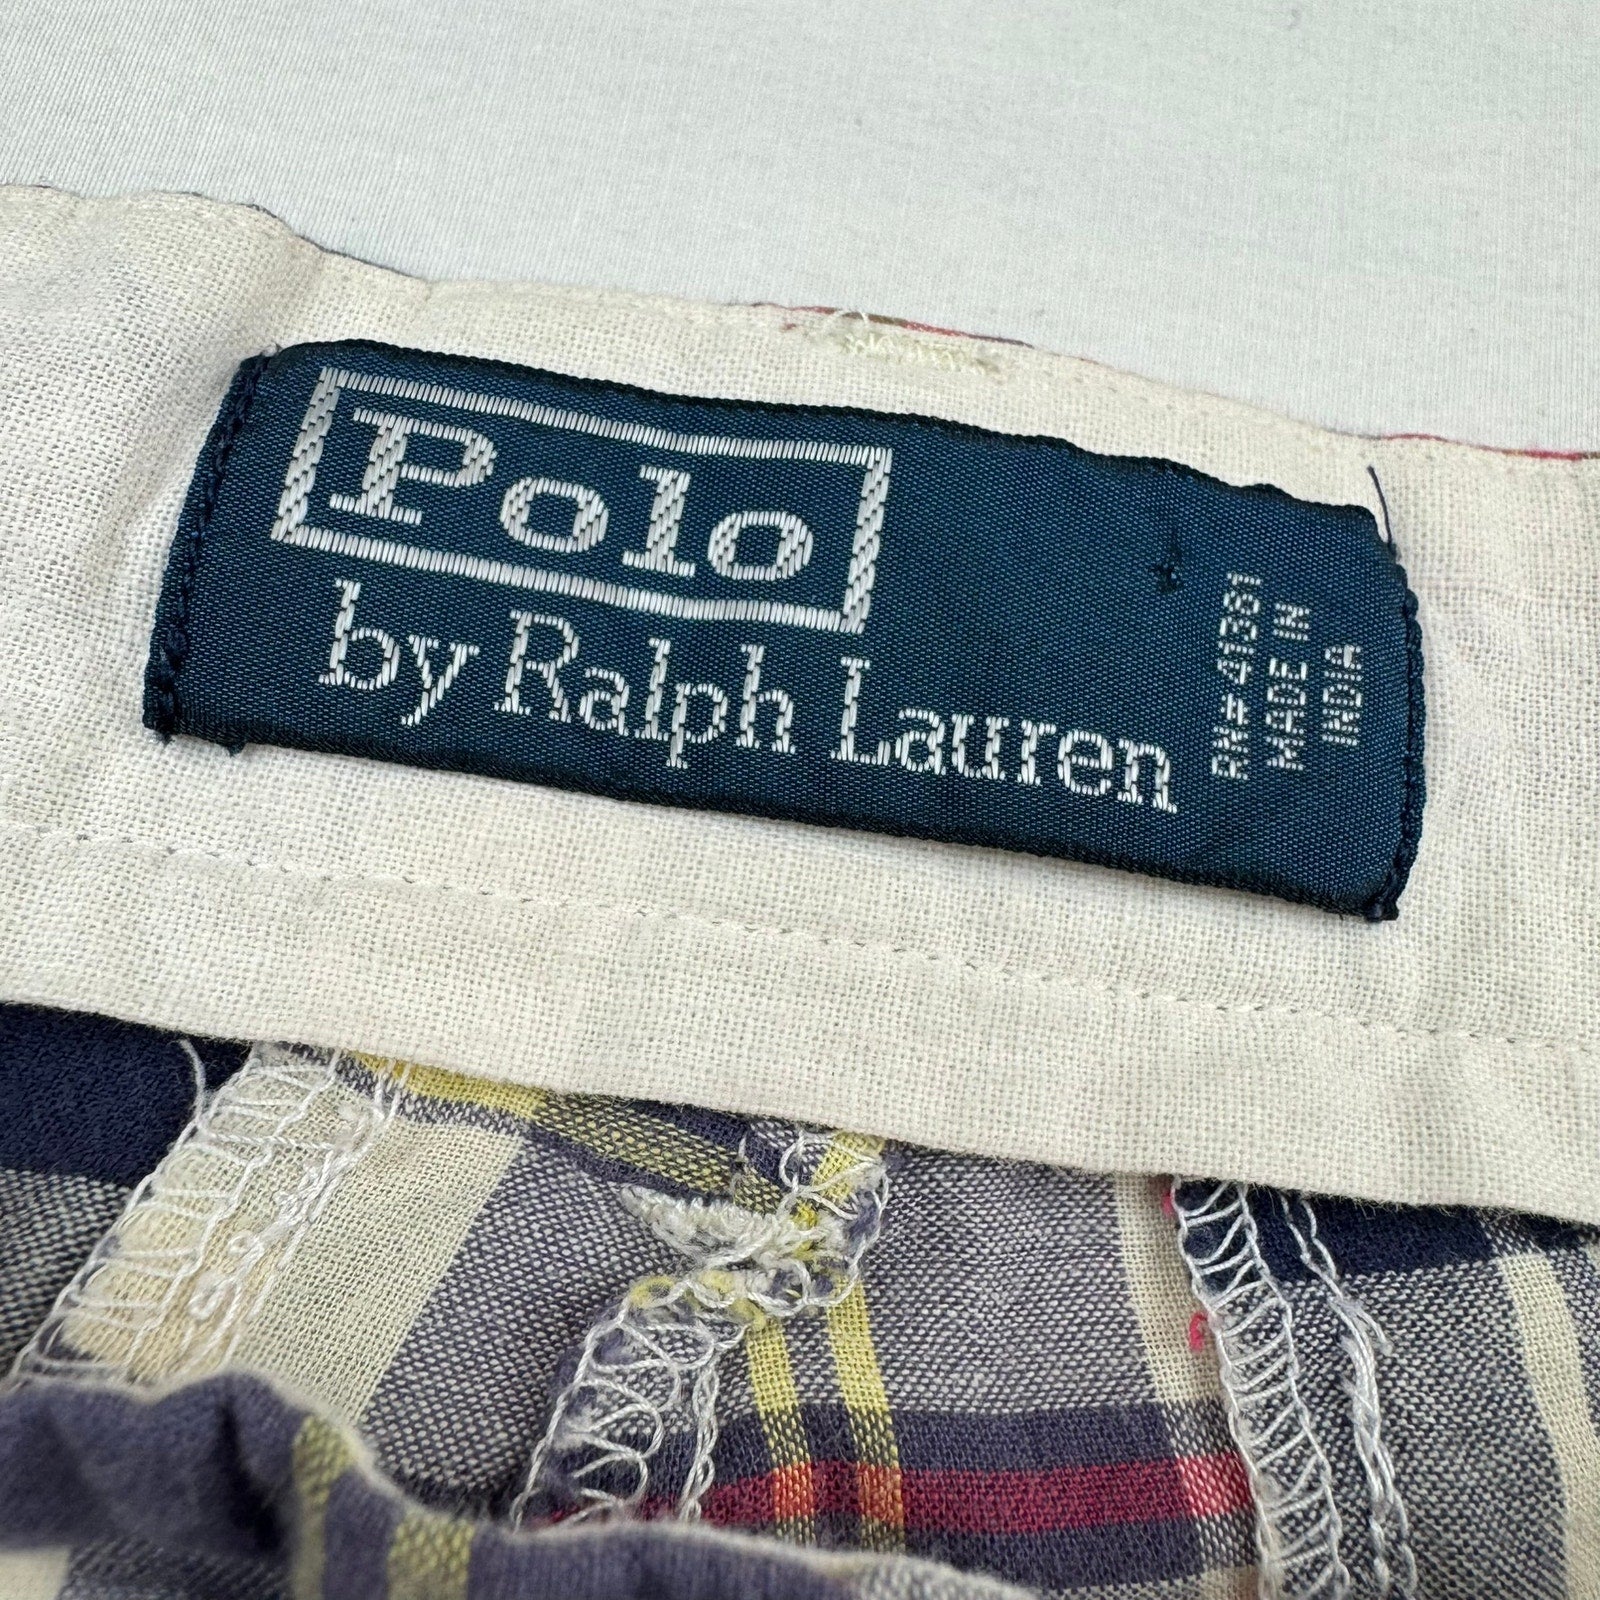 Polo
by Ralph Lauren
RN# 41381
MADE IN
INDIA